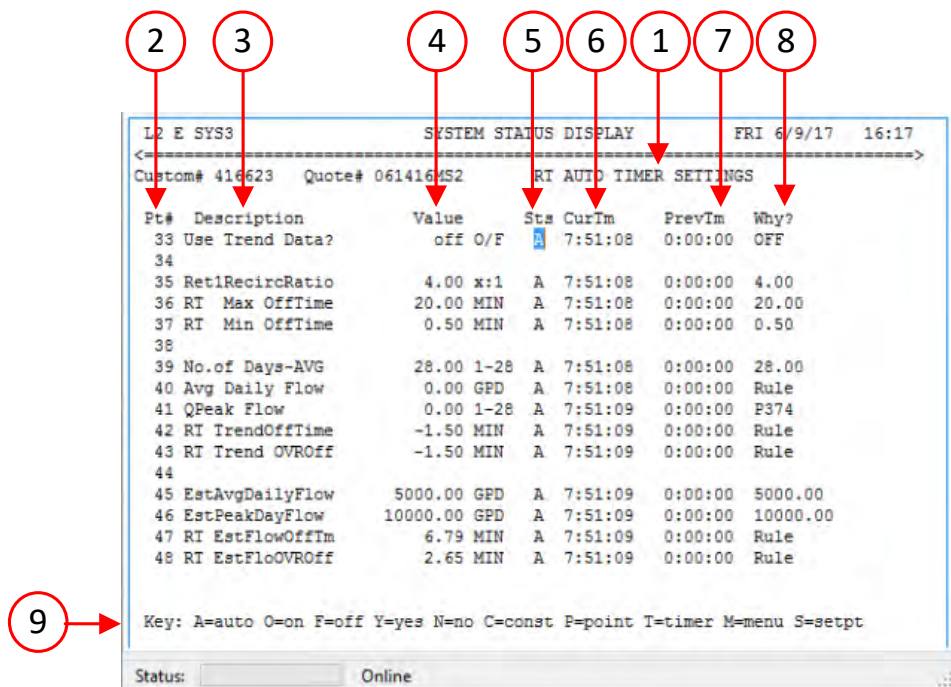 2 3 4 5 6 1 7 8
L2 E SYS3 SYSTEM STATUS DISPLAY FRI 6/9/17 16:17
<=============================================================================>
Custom# 416623 Quote# 061416MS2 RT AUTO TIMER SETTINGS
Pt# Description Value Sts CurTm PrevTm Why?
33 Use Trend Data? off O/F A 7:51:08 0:00:00 OFF
34
35 Ret1RecircRatio 4.00 x:1 A 7:51:08 0:00:00 4.00
36 RT Max OffTime 20.00 MIN A 7:51:08 0:00:00 20.00
37 RT Min OffTime 0.50 MIN A 7:51:08 0:00:00 0.50
38
39 No.of Days-AVG 28.00 1-28 A 7:51:08 0:00:00 28.00
40 Avg Daily Flow 0.00 GPD A 7:51:08 0:00:00 Rule
41 QPeak Flow 0.00 1-28 A 7:51:09 0:00:00 P374
42 RT TrendOffTime -1.50 MIN A 7:51:09 0:00:00 Rule
43 RT Trend OVROff -1.50 MIN A 7:51:09 0:00:00 Rule
44
45 EstAvgDailyFlow 5000.00 GPD A 7:51:09 0:00:00 5000.00
46 EstPeakDayFlow 10000.00 GPD A 7:51:09 0:00:00 10000.00
47 RT EstFlowOffTm 6.79 MIN A 7:51:09 0:00:00 Rule
48 RT EstFloOVROff 2.65 MIN A 7:51:09 0:00:00 Rule
9 Key: A=auto O=on F=off Y=yes N=no C=const P=point T=timer M=menu S=setpt
Status: Online